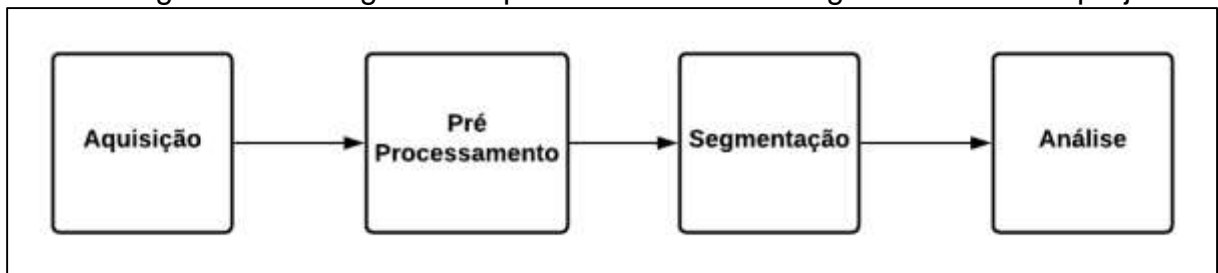 Aquisição
Pré
Processamento
Segmentação
Análise